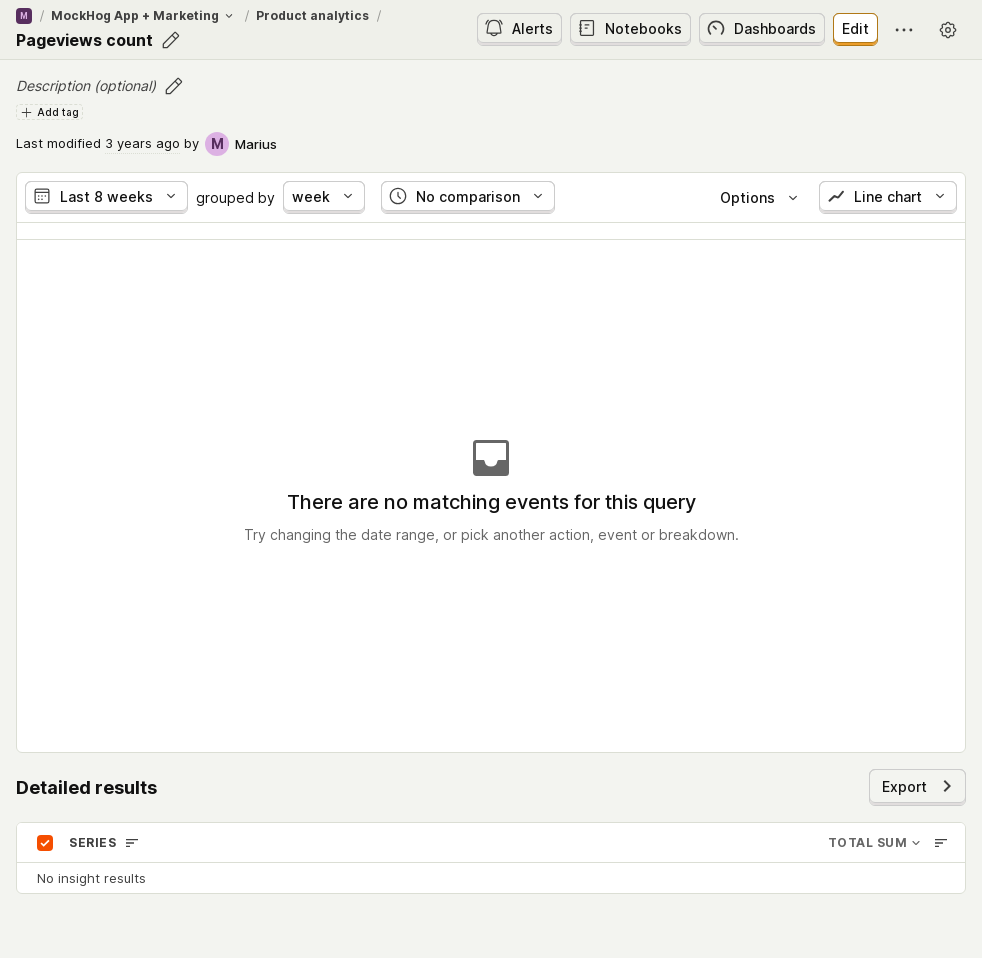 M / MockHog App + Marketing / Product analytics /
Pageviews count
Alerts Notebooks Dashboards Edit
Description (optional)
Add tag
Last modified 3 years ago by M Marius
Last 8 weeks grouped by week No comparison Options Line chart
There are no matching events for this query
Try changing the date range, or pick another action, event or breakdown.
Detailed results
Export
SERIES TOTAL SUM
No insight results